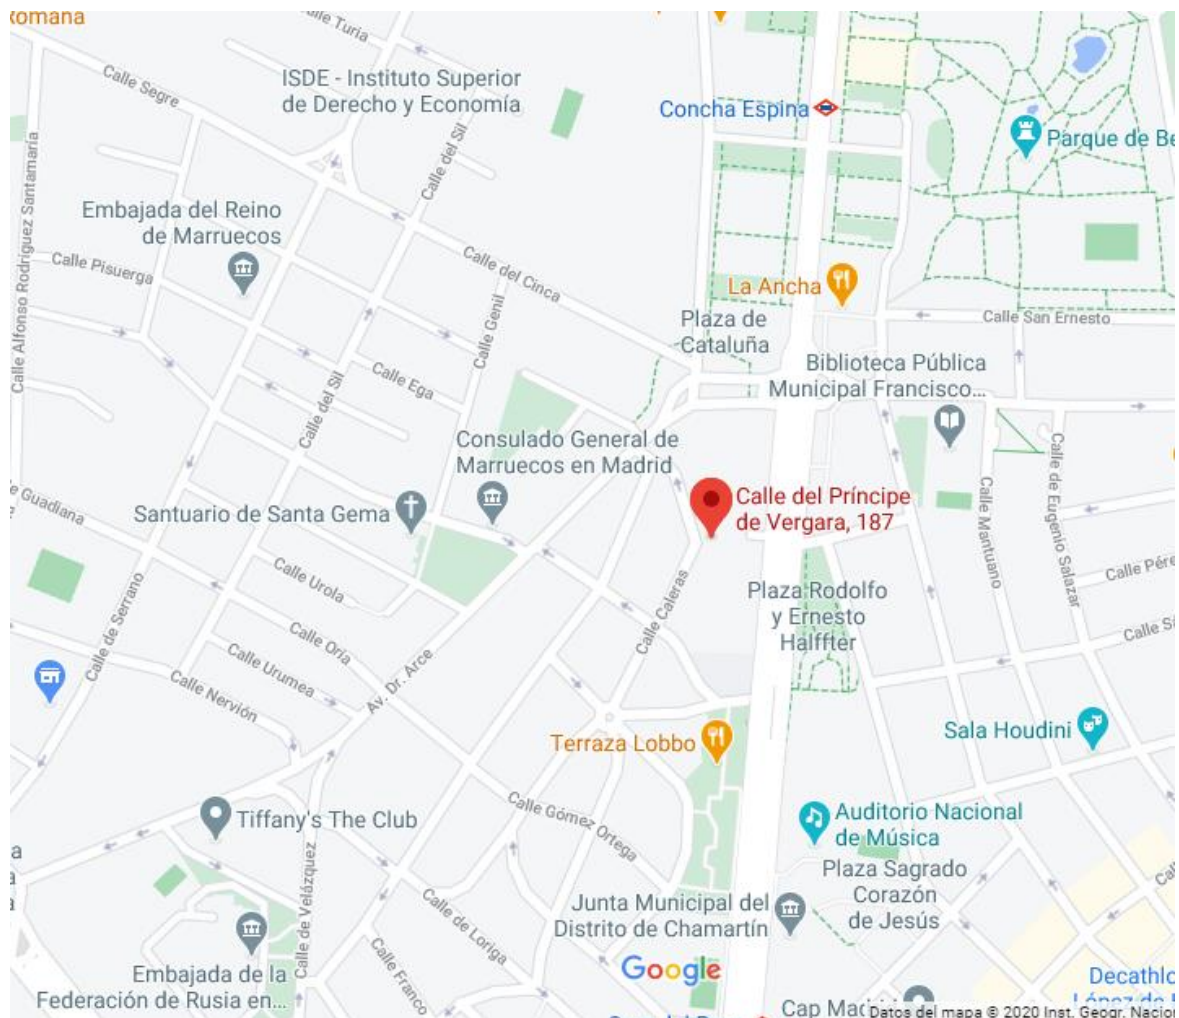 Romana
Calle Turia
Calle Segre
ISDE - Instituto Superior
de Derecho y Economía
Concha Espina
Parque de Be
Calle Alfonso Rodríguez Santamaría
Calle del Sil
Embajada del Reino
de Marruecos
Calle Pisuerga
Calle del Cinca
La Ancha
Calle Genil
Plaza de
Cataluña
Calle San Ernesto
Calle Ega
Biblioteca Pública
Municipal Francisco...
Calle del Sil
Consulado General de
Marruecos en Madrid
Calle del Príncipe
de Vergara, 187
Calle Guadiana
Santuario de Santa Gema
Calle Mantuano
Calle de Eugenio Salazar
Calle Urola
Calle Pére
Calle de Serrano
Calle Caleras
Plaza Rodolfo
y Ernesto
Halffter
Calle Oria
Calle Sá
Calle Urumea
Av. Dr. Arce
Calle Nervión
Terraza Lobbo
Sala Houdini
Tiffany's The Club
Calle Gómez Ortega
Auditorio Nacional
de Música
Plaza Sagrado
Corazón
de Jesús
Junta Municipal del
Distrito de Chamartín
Calle de Velázquez
Calle de Loriga
Calle Franco
Embajada de la
Federación de Rusia en...
Google
Decathlo
Cap Mad
Datos del mapa © 2020 Inst. Geogr. Nacion